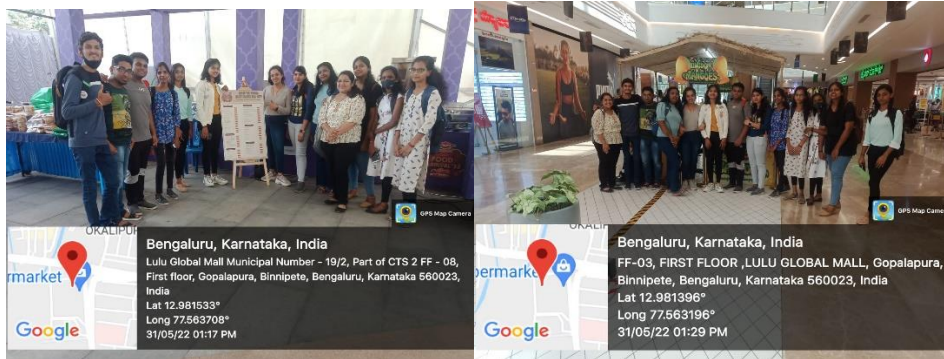 GPS Map Camera
OKALIPU
ermarket
Google
Bengaluru, Karnataka, India
Lulu Global Mall Municipal Number - 19/2, Part of CTS 2 FF - 08,
First floor, Gopalapura, Binnipete, Bengaluru, Karnataka 560023,
India
Lat 12.981533°
Long 77.563708°
31/05/22 01:17 PM
MANGOES
GPS Map Camera
permarke
Google
Bengaluru, Karnataka, India
FF-03, FIRST FLOOR ,LULU GLOBAL MALL, Gopalapura,
Binnipete, Bengaluru, Karnataka 560023, India
Lat 12.981396°
Long 77.563196°
31/05/22 01:29 PM